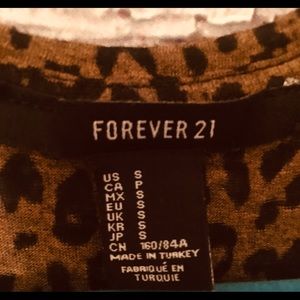 FOREVER 21
US S
CA P
MX S
EU S
UK S
KR S
JP S
CN 160/84A
MADE IN TURKEY
FABRIQUÉ EN
TURQUIE